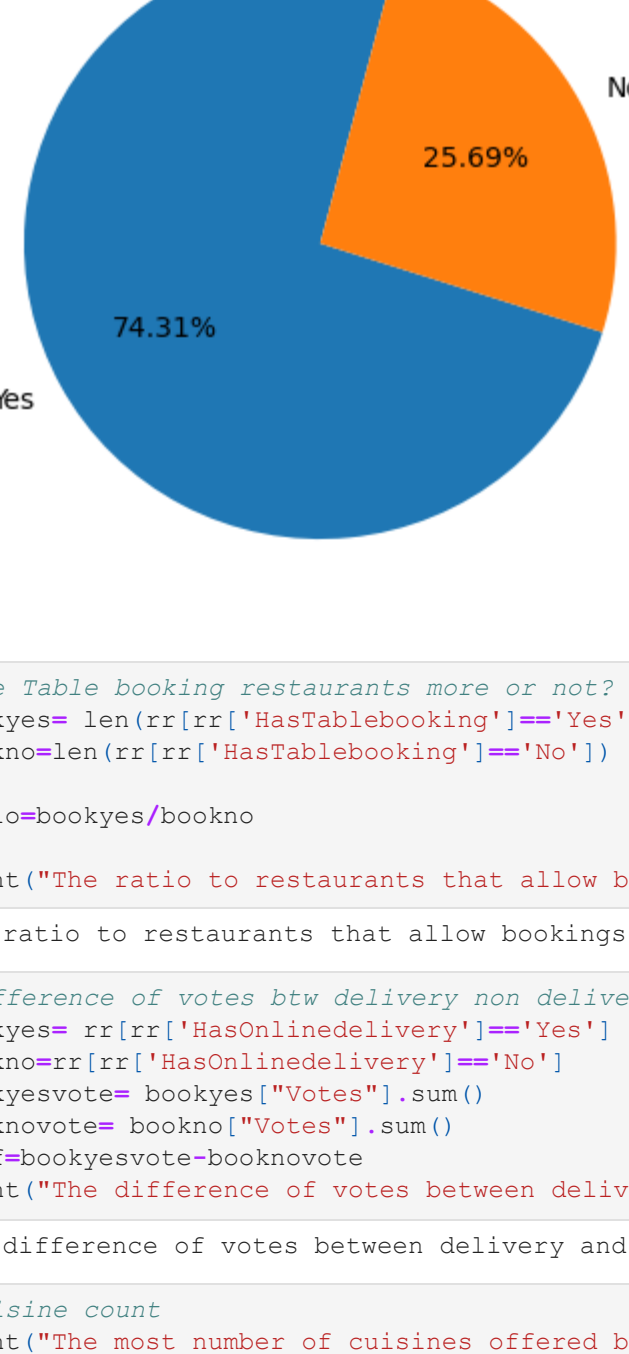 No
25.69%
74.31%
Yes
e Table booking restaurants more or not?
kyes= len(rr[rr['HasTablebooking']=='Yes'
kno=len(rr[rr['HasTablebooking']=='No'])
io=bookyes/bookno
nt("The ratio to restaurants that allow b
ratio to restaurants that allow bookings
fference of votes btw delivery non delive
kyes= rr[rr['HasOnlinedelivery']=='Yes']
kno=rr[rr['HasOnlinedelivery']=='No']
kyesvote= bookyes["Votes"].sum()
knovote= bookno["Votes"].sum()
f=bookyesvote-booknovote
nt("The difference of votes between deliv
difference of votes between delivery and
isine count
nt("The most number of cuisines offered b